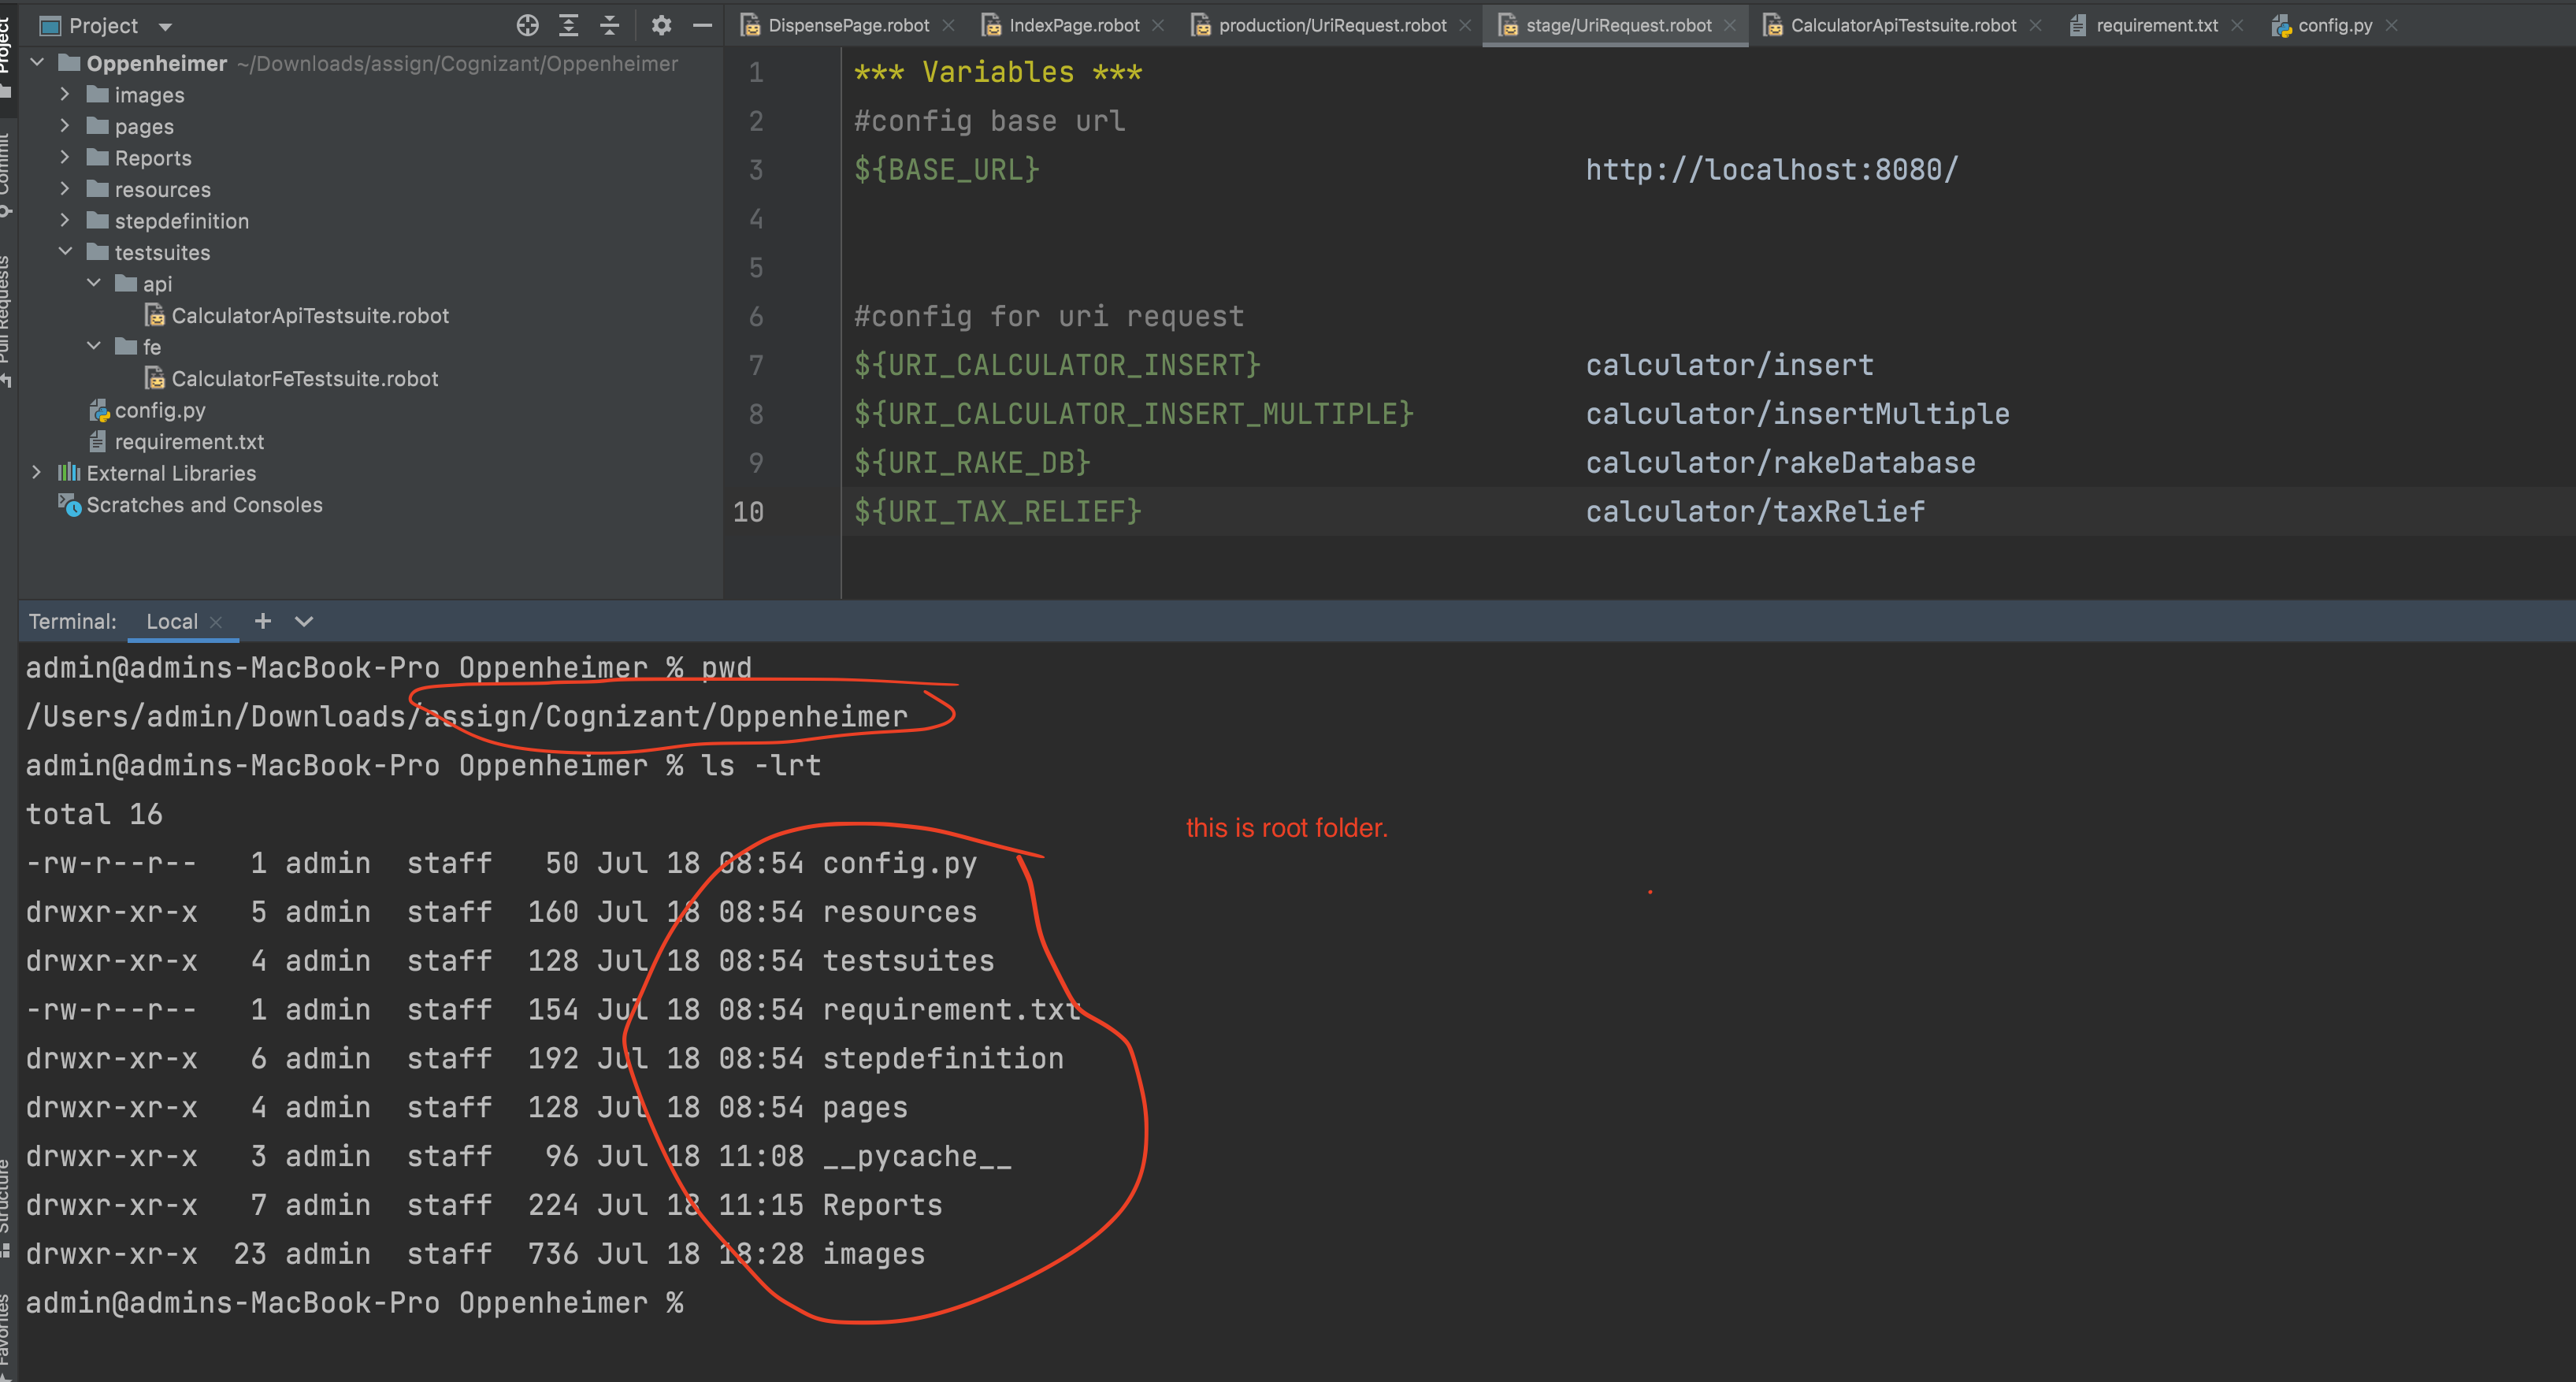 Project
DispensePage.robot
IndexPage.robot
production/UriRequest.robot
stage/UriRequest.robot
CalculatorApiTestsuite.robot
requirement.txt
config.py
Project
Commit
Pull Requests
Structure
Favorites
Oppenheimer ~/Downloads/assign/Cognizant/Oppenheimer
images
pages
Reports
resources
stepdefinition
testsuites
api
CalculatorApiTestsuite.robot
fe
CalculatorFeTestsuite.robot
config.py
requirement.txt
External Libraries
Scratches and Consoles
1 *** Variables ***
2 #config base url
3 ${BASE_URL} http://localhost:8080/
4
5
6 #config for uri request
7 ${URI_CALCULATOR_INSERT} calculator/insert
8 ${URI_CALCULATOR_INSERT_MULTIPLE} calculator/insertMultiple
9 ${URI_RAKE_DB} calculator/rakeDatabase
10 ${URI_TAX_RELIEF} calculator/taxRelief
Terminal: Local
admin@admins-MacBook-Pro Oppenheimer % pwd
/Users/admin/Downloads/assign/Cognizant/Oppenheimer
admin@admins-MacBook-Pro Oppenheimer % ls -lrt
total 16
this is root folder.
-rw-r--r-- 1 admin staff 50 Jul 18 08:54 config.py
drwxr-xr-x 5 admin staff 160 Jul 18 08:54 resources
drwxr-xr-x 4 admin staff 128 Jul 18 08:54 testsuites
-rw-r--r-- 1 admin staff 154 Jul 18 08:54 requirement.txt
drwxr-xr-x 6 admin staff 192 Jul 18 08:54 stepdefinition
drwxr-xr-x 4 admin staff 128 Jul 18 08:54 pages
drwxr-xr-x 3 admin staff 96 Jul 18 11:08 __pycache__
drwxr-xr-x 7 admin staff 224 Jul 18 11:15 Reports
drwxr-xr-x 23 admin staff 736 Jul 18 18:28 images
admin@admins-MacBook-Pro Oppenheimer %